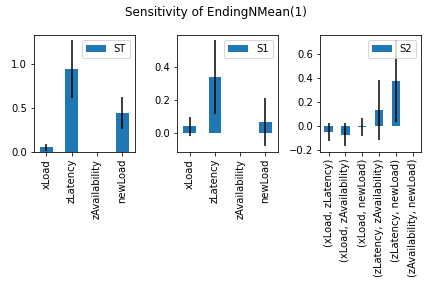 Sensitivity of EndingNMean(1)
ST
1.0
0.5
0.0
xLoad
zLatency
zAvailability
newLoad
S1
0.4
0.2
0.0
xLoad
zLatency
zAvailability
newLoad
S2
0.6
0.4
0.2
0.0
−0.2
(xLoad, zLatency)
(xLoad, zAvailability)
(xLoad, newLoad)
(zLatency, zAvailability)
(zLatency, newLoad)
(zAvailability, newLoad)